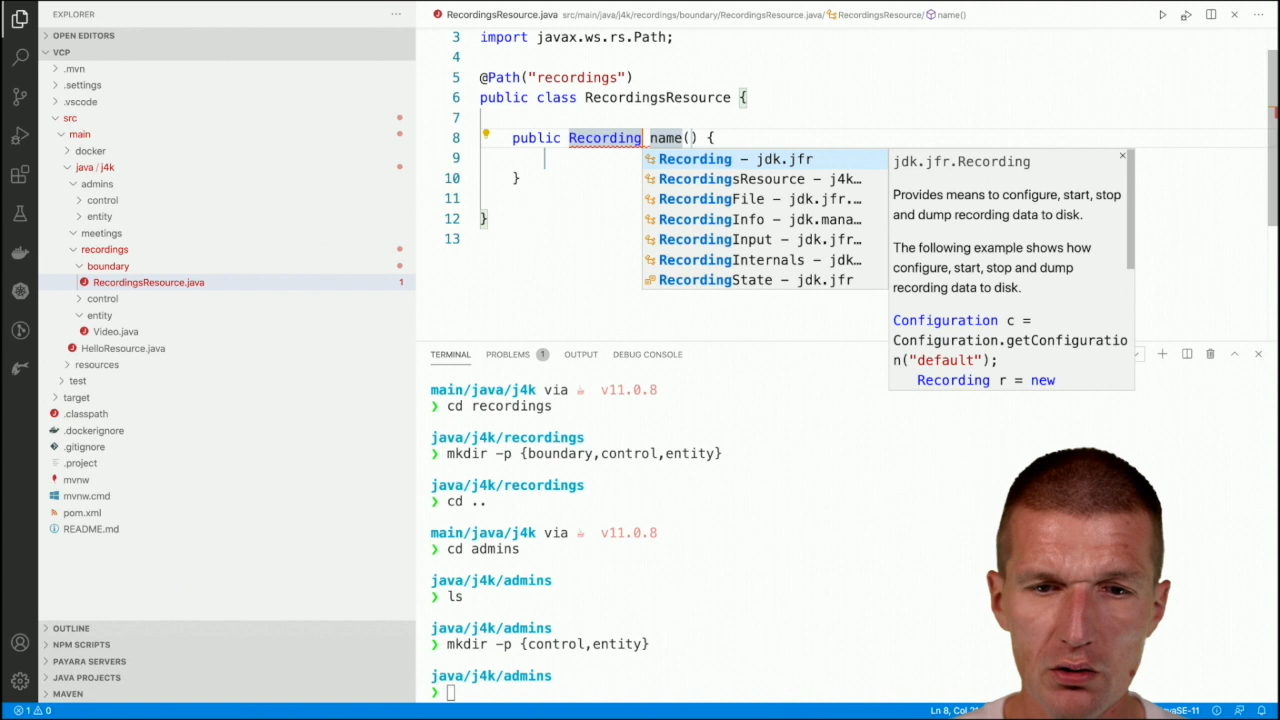 EXPLORER
OPEN EDITORS
VCP
.mvn
.settings
.vscode
src
main
docker
java / j4k
admins
control
entity
meetings
recordings
boundary
RecordingsResource.java 1
control
entity
Video.java
HelloResource.java
resources
test
target
.classpath
.dockerignore
.gitignore
.project
mvnw
mvnw.cmd
pom.xml
README.md
OUTLINE
NPM SCRIPTS
PAYARA SERVERS
JAVA PROJECTS
MAVEN
RecordingsResource.java src/main/java/j4k/recordings/boundary/RecordingsResource.java/ RecordingsResource/ name()
3 import javax.ws.rs.Path;
4
5 @Path("recordings")
6 public class RecordingsResource {
7
8 public Recording name() {
9
10 }
11
12 }
13
Recording – jdk.jfr
RecordingsResource – j4k…
RecordingFile – jdk.jfr.…
RecordingInfo – jdk.mana…
RecordingInput – jdk.jfr…
RecordingInternals – jdk…
RecordingState – jdk.jfr
jdk.jfr.Recording
Provides means to configure, start, stop
and dump recording data to disk.
The following example shows how
configure, start, stop and dump
recording data to disk.
Configuration c =
Configuration.getConfiguratio
n("default");
Recording r = new
TERMINAL PROBLEMS 1 OUTPUT DEBUG CONSOLE
main/java/j4k via v11.0.8
❯ cd recordings
java/j4k/recordings
❯ mkdir -p {boundary,control,entity}
java/j4k/recordings
❯ cd ..
main/java/j4k via v11.0.8
❯ cd admins
java/j4k/admins
❯ ls
java/j4k/admins
❯ mkdir -p {control,entity}
java/j4k/admins
❯
1 0 Ln 8, Col 2 vaSE-11